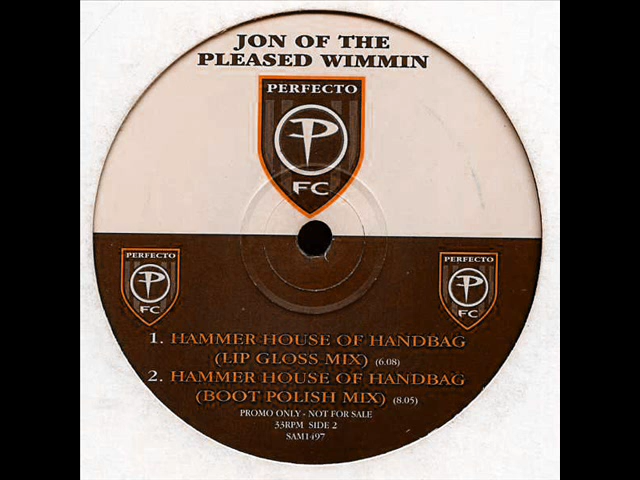 JON OF THE
PLEASED WIMMIN
PERFECTO
P
FC
PERFECTO
P
FC
PERFECTO
P
FC
1. HAMMER HOUSE OF HANDBAG
(LIP GLOSS MIX) (6.08)
2. HAMMER HOUSE OF HANDBAG
(BOOT POLISH MIX) (8.05)
PROMO ONLY - NOT FOR SALE
33RPM SIDE 2
SAM1497